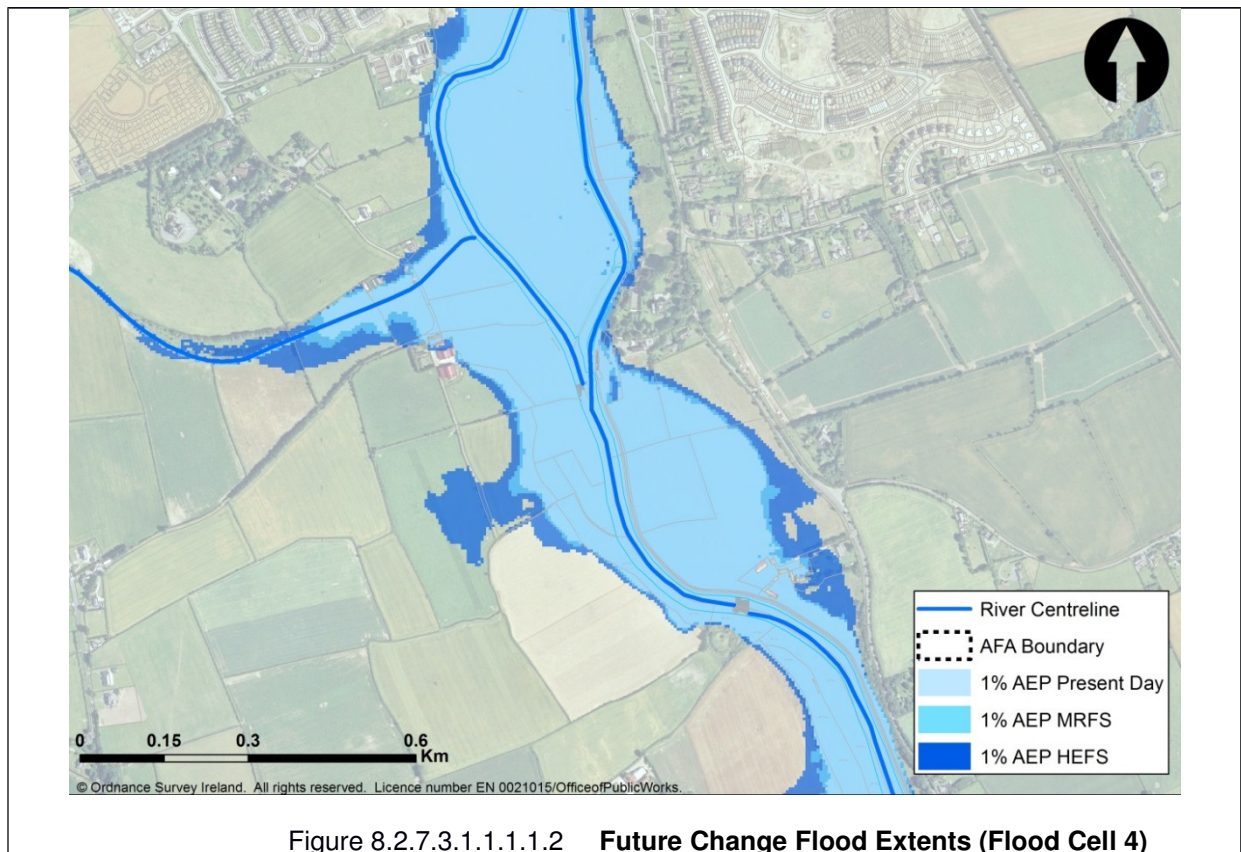 River Centreline
AFA Boundary
1% AEP Present Day
1% AEP MRFS
1% AEP HEFS
0 0.15 0.3 0.6
Km
© Ordnance Survey Ireland. All rights reserved. Licence number EN 0021015/OfficeofPublicWorks.
Figure 8.2.7.3.1.1.1.1.2 Future Change Flood Extents (Flood Cell 4)